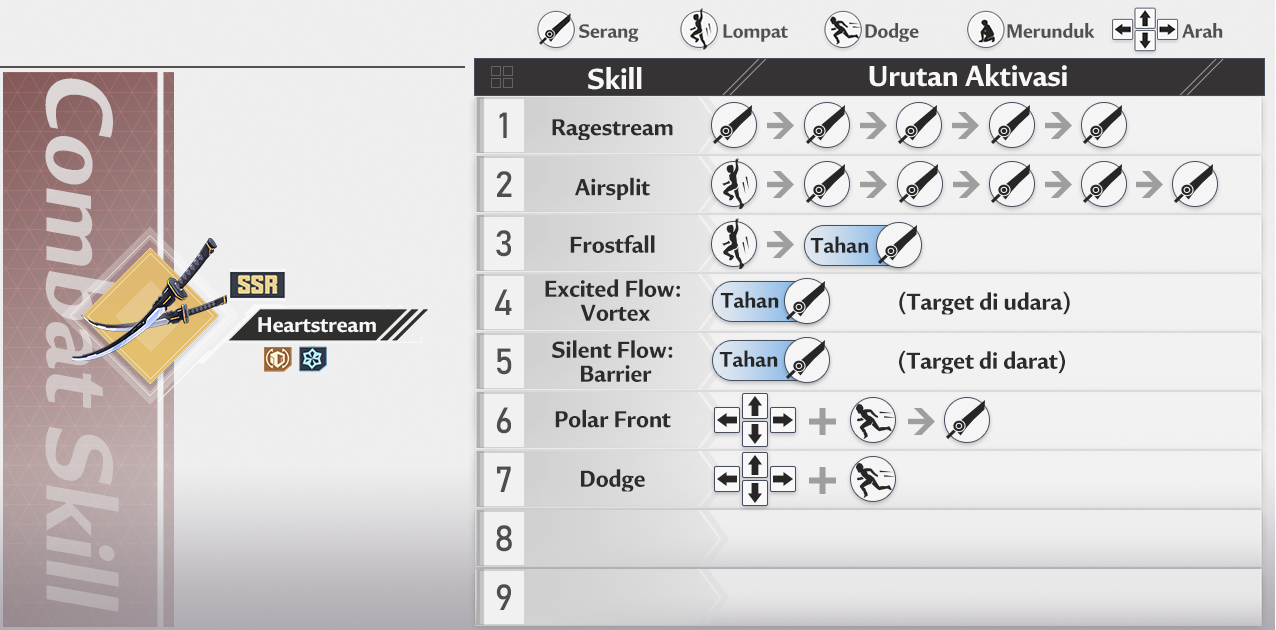 Serang
Lompat
Dodge
Merunduk
Arah
Combat Skill
SSR
Heartstream
Skill
Urutan Aktivasi
1
Ragestream
2
Airsplit
3
Frostfall
Tahan
4
Excited Flow:
Vortex
Tahan
(Target di udara)
5
Silent Flow:
Barrier
Tahan
(Target di darat)
6
Polar Front
7
Dodge
8
9